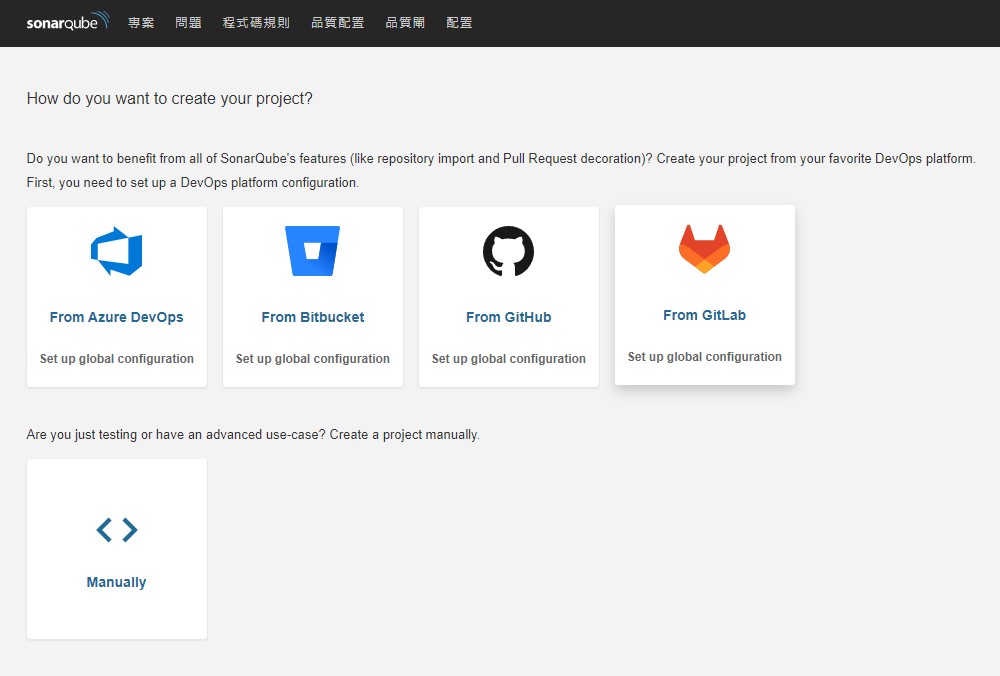 sonarqube 專案 問題 程式碼規則 品質配置 品質閘 配置
How do you want to create your project?
Do you want to benefit from all of SonarQube's features (like repository import and Pull Request decoration)? Create your project from your favorite DevOps platform.
First, you need to set up a DevOps platform configuration.
From Azure DevOps From Bitbucket From GitHub From GitLab
Set up global configuration Set up global configuration Set up global configuration Set up global configuration
Are you just testing or have an advanced use-case? Create a project manually.
Manually